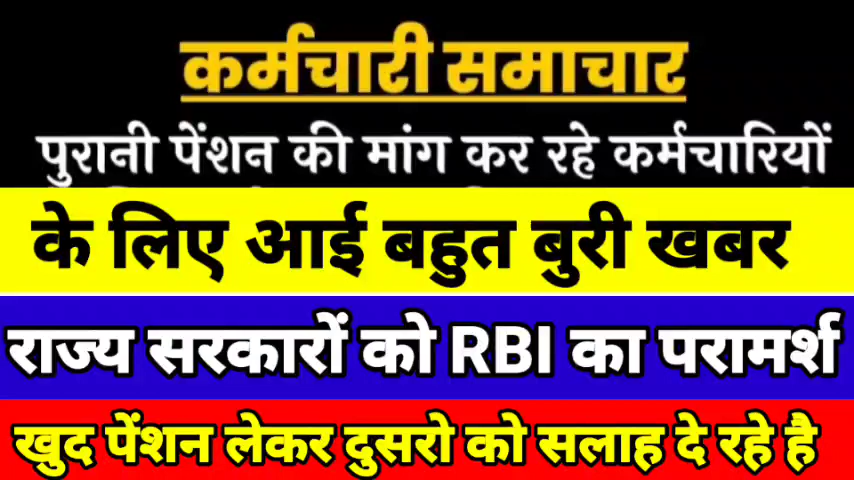 कर्मचारी समाचार
पुरानी पेंशन की मांग कर रहे कर्मचारियों
के लिए आई बहुत बुरी खबर
राज्य सरकारों को RBI का परामर्श
खुद पेंशन लेकर दुसरो को सलाह दे रहे है